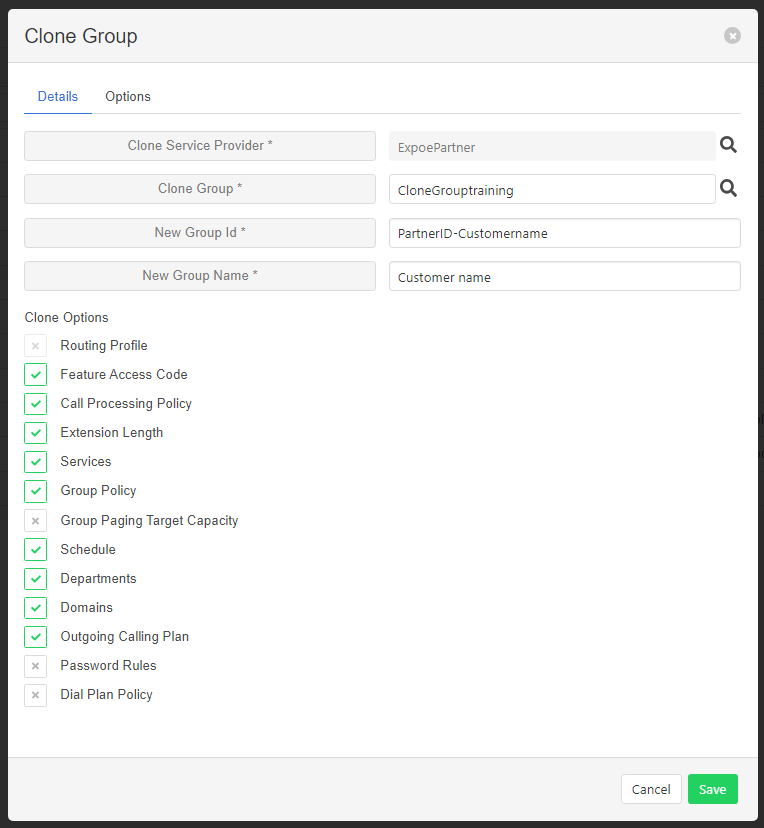 Clone Group
Details Options
Clone Service Provider * ExpoePartner
Clone Group * CloneGrouptraining
New Group Id * PartnerID-Customername
New Group Name * Customer name
Clone Options
Routing Profile
Feature Access Code
Call Processing Policy
Extension Length
Services
Group Policy
Group Paging Target Capacity
Schedule
Departments
Domains
Outgoing Calling Plan
Password Rules
Dial Plan Policy
Cancel Save